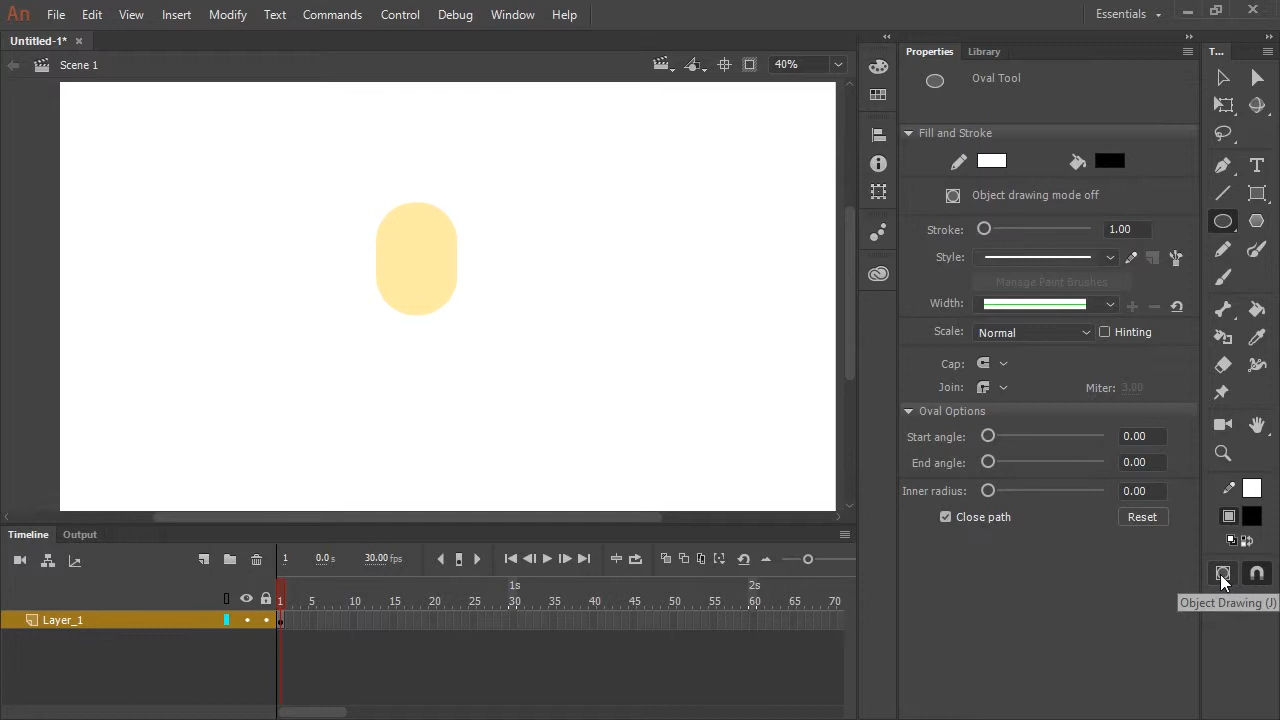 An File Edit View Insert Modify Text Commands Control Debug Window Help Essentials
Untitled-1*
Scene 1
40%
Properties Library T...
Oval Tool
Fill and Stroke
Object drawing mode off
Stroke: 1.00
Style:
Manage Paint Brushes
Width:
Scale: Normal Hinting
Cap:
Join: Miter: 3.00
Oval Options
Start angle: 0.00
End angle: 0.00
Inner radius: 0.00
Close path Reset
Object Drawing (J)
Timeline Output
1 0.0 s 30.00 fps
1s 2s
1 5 10 15 20 25 30 35 40 45 50 55 60 65 70
Layer_1